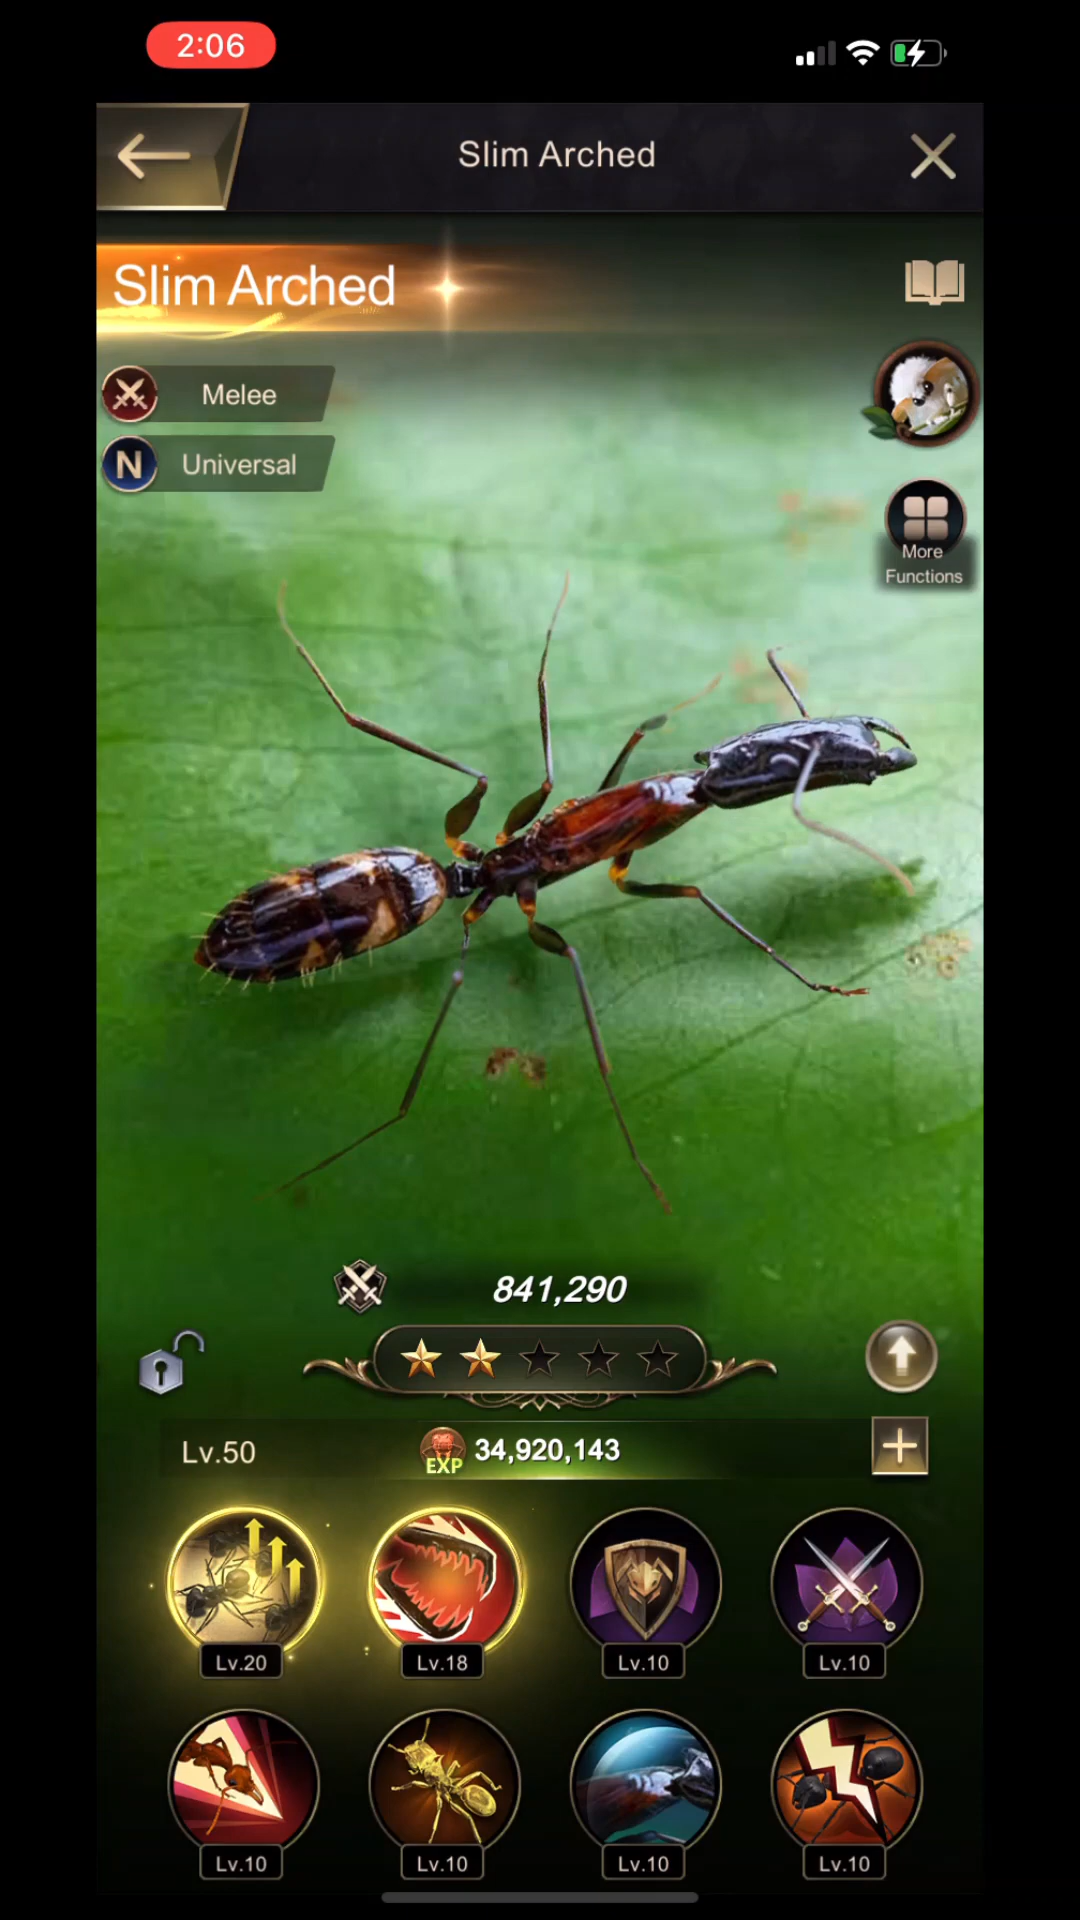 2:06
Slim Arched
Slim Arched
Melee
N
Universal
More
Functions
841,290
Lv.50
EXP
34,920,143
Lv.20
Lv.18
Lv.10
Lv.10
Lv.10
Lv.10
Lv.10
Lv.10